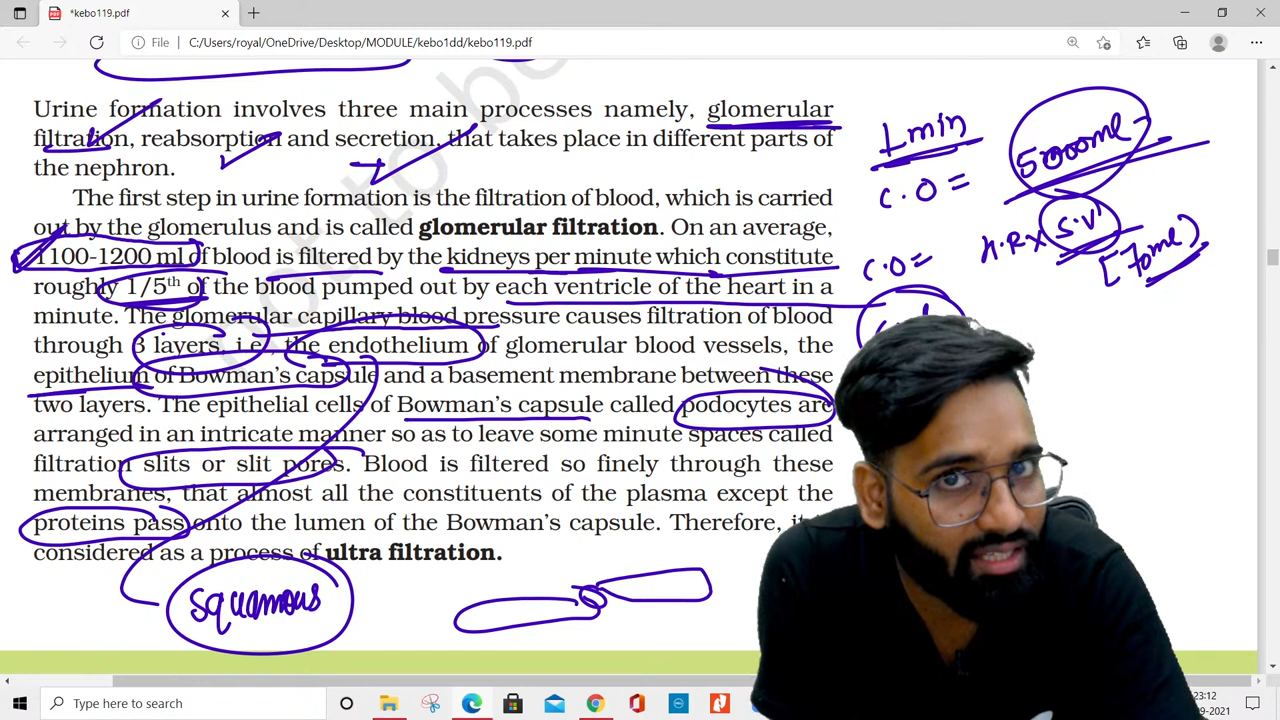 *kebo119.pdf
File
C:/Users/royal/OneDrive/Desktop/MODULE/kebo1dd/kebo119.pdf
not to be
Urine formation involves three main processes namely, glomerular
filtration, reabsorption and secretion, that takes place in different parts of
the nephron.
The first step in urine formation is the filtration of blood, which is carried
out by the glomerulus and is called glomerular filtration. On an average,
1100-1200 ml of blood is filtered by the kidneys per minute which constitute
roughly 1/5th of the blood pumped out by each ventricle of the heart in a
minute. The glomerular capillary blood pressure causes filtration of blood
through 3 layers, i.e., the endothelium of glomerular blood vessels, the
epithelium of Bowman's capsule and a basement membrane between these
two layers. The epithelial cells of Bowman's capsule called podocytes are
arranged in an intricate manner so as to leave some minute spaces called
filtration slits or slit pores. Blood is filtered so finely through these
membranes, that almost all the constituents of the plasma except the
proteins pass onto the lumen of the Bowman's capsule. Therefore, it
considered as a process of ultra filtration.
1 min
C.O = 5000ml
C.O = H.R x S.V
[70ml]
squamous
Type here to search
23:12
-09-2021